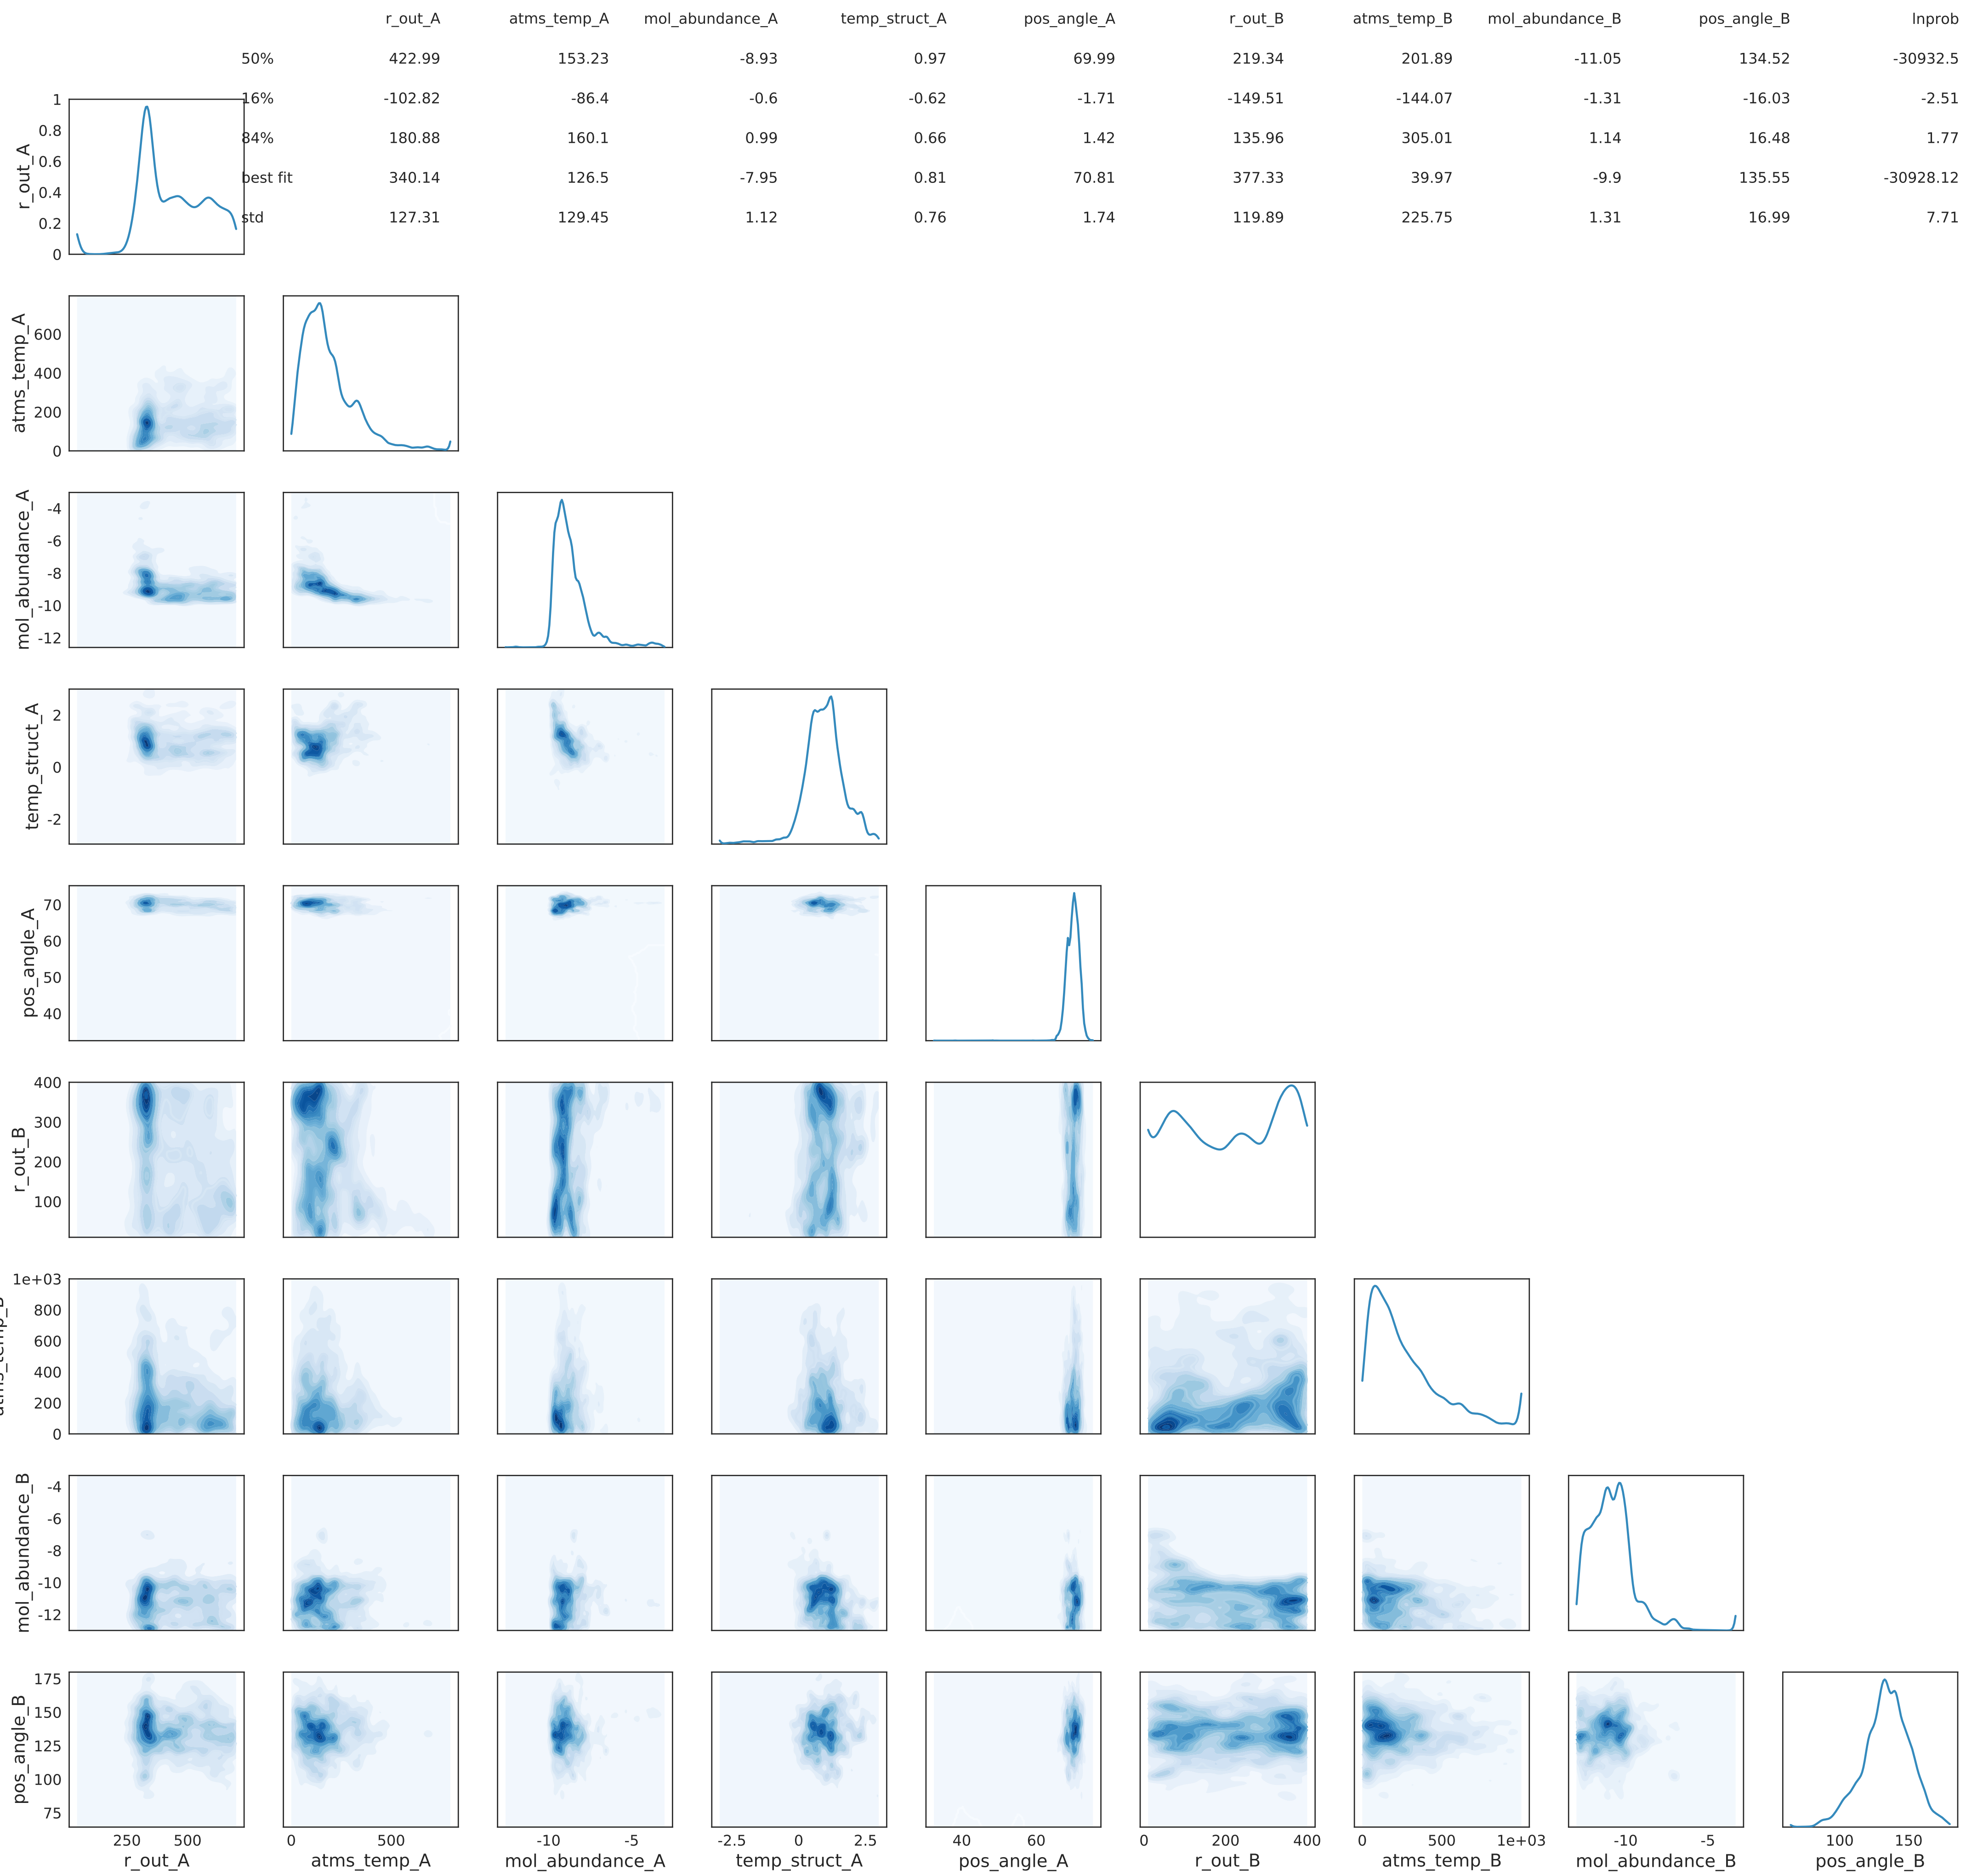 r_out_A atms_temp_A mol_abundance_A temp_struct_A pos_angle_A r_out_B atms_temp_B mol_abundance_B pos_angle_B lnprob
50% 422.99 153.23 -8.93 0.97 69.99 219.34 201.89 -11.05 134.52 -30932.5
16% -102.82 -86.4 -0.6 -0.62 -1.71 -149.51 -144.07 -1.31 -16.03 -2.51
84% 180.88 160.1 0.99 0.66 1.42 135.96 305.01 1.14 16.48 1.77
best fit 340.14 126.5 -7.95 0.81 70.81 377.33 39.97 -9.9 135.55 -30928.12
std 127.31 129.45 1.12 0.76 1.74 119.89 225.75 1.31 16.99 7.71
r_out_A
1
0.8
0.6
0.4
0.2
0
atms_temp_A
600
400
200
0
mol_abundance_A
-4
-6
-8
-10
-12
temp_struct_A
2
0
-2
pos_angle_A
70
60
50
40
r_out_B
400
300
200
100
atms_temp_B
1e+03
800
600
400
200
0
mol_abundance_B
-4
-6
-8
-10
-12
pos_angle_B
175
150
125
100
75
250 500 0 500 -10 -5 -2.5 0 2.5 40 60 0 200 400 0 500 1e+03 -10 -5 100 150
r_out_A atms_temp_A mol_abundance_A temp_struct_A pos_angle_A r_out_B atms_temp_B mol_abundance_B pos_angle_B